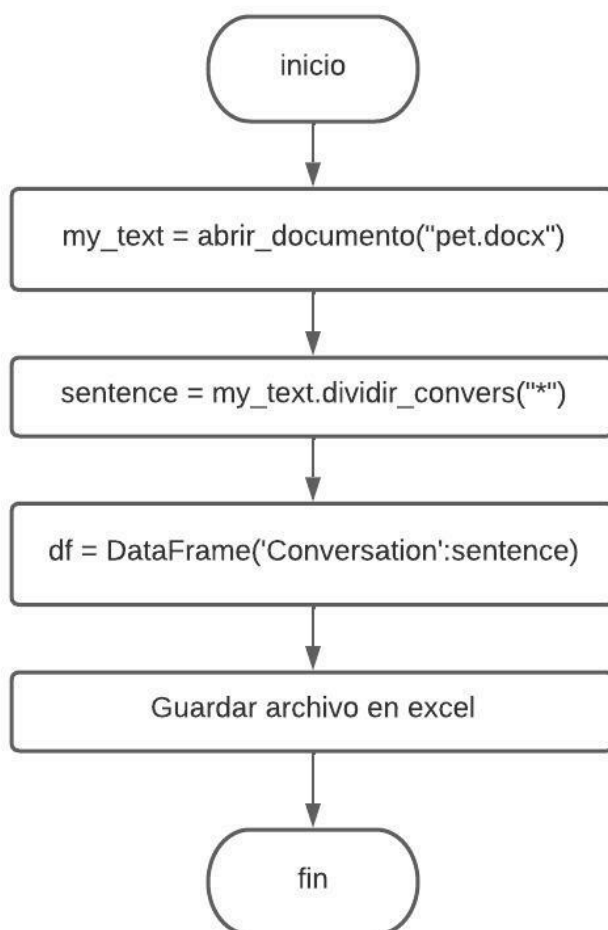 inicio
my_text = abrir_documento("pet.docx")
sentence = my_text.dividir_convers("*")
df = DataFrame('Conversation':sentence)
Guardar archivo en excel
fin